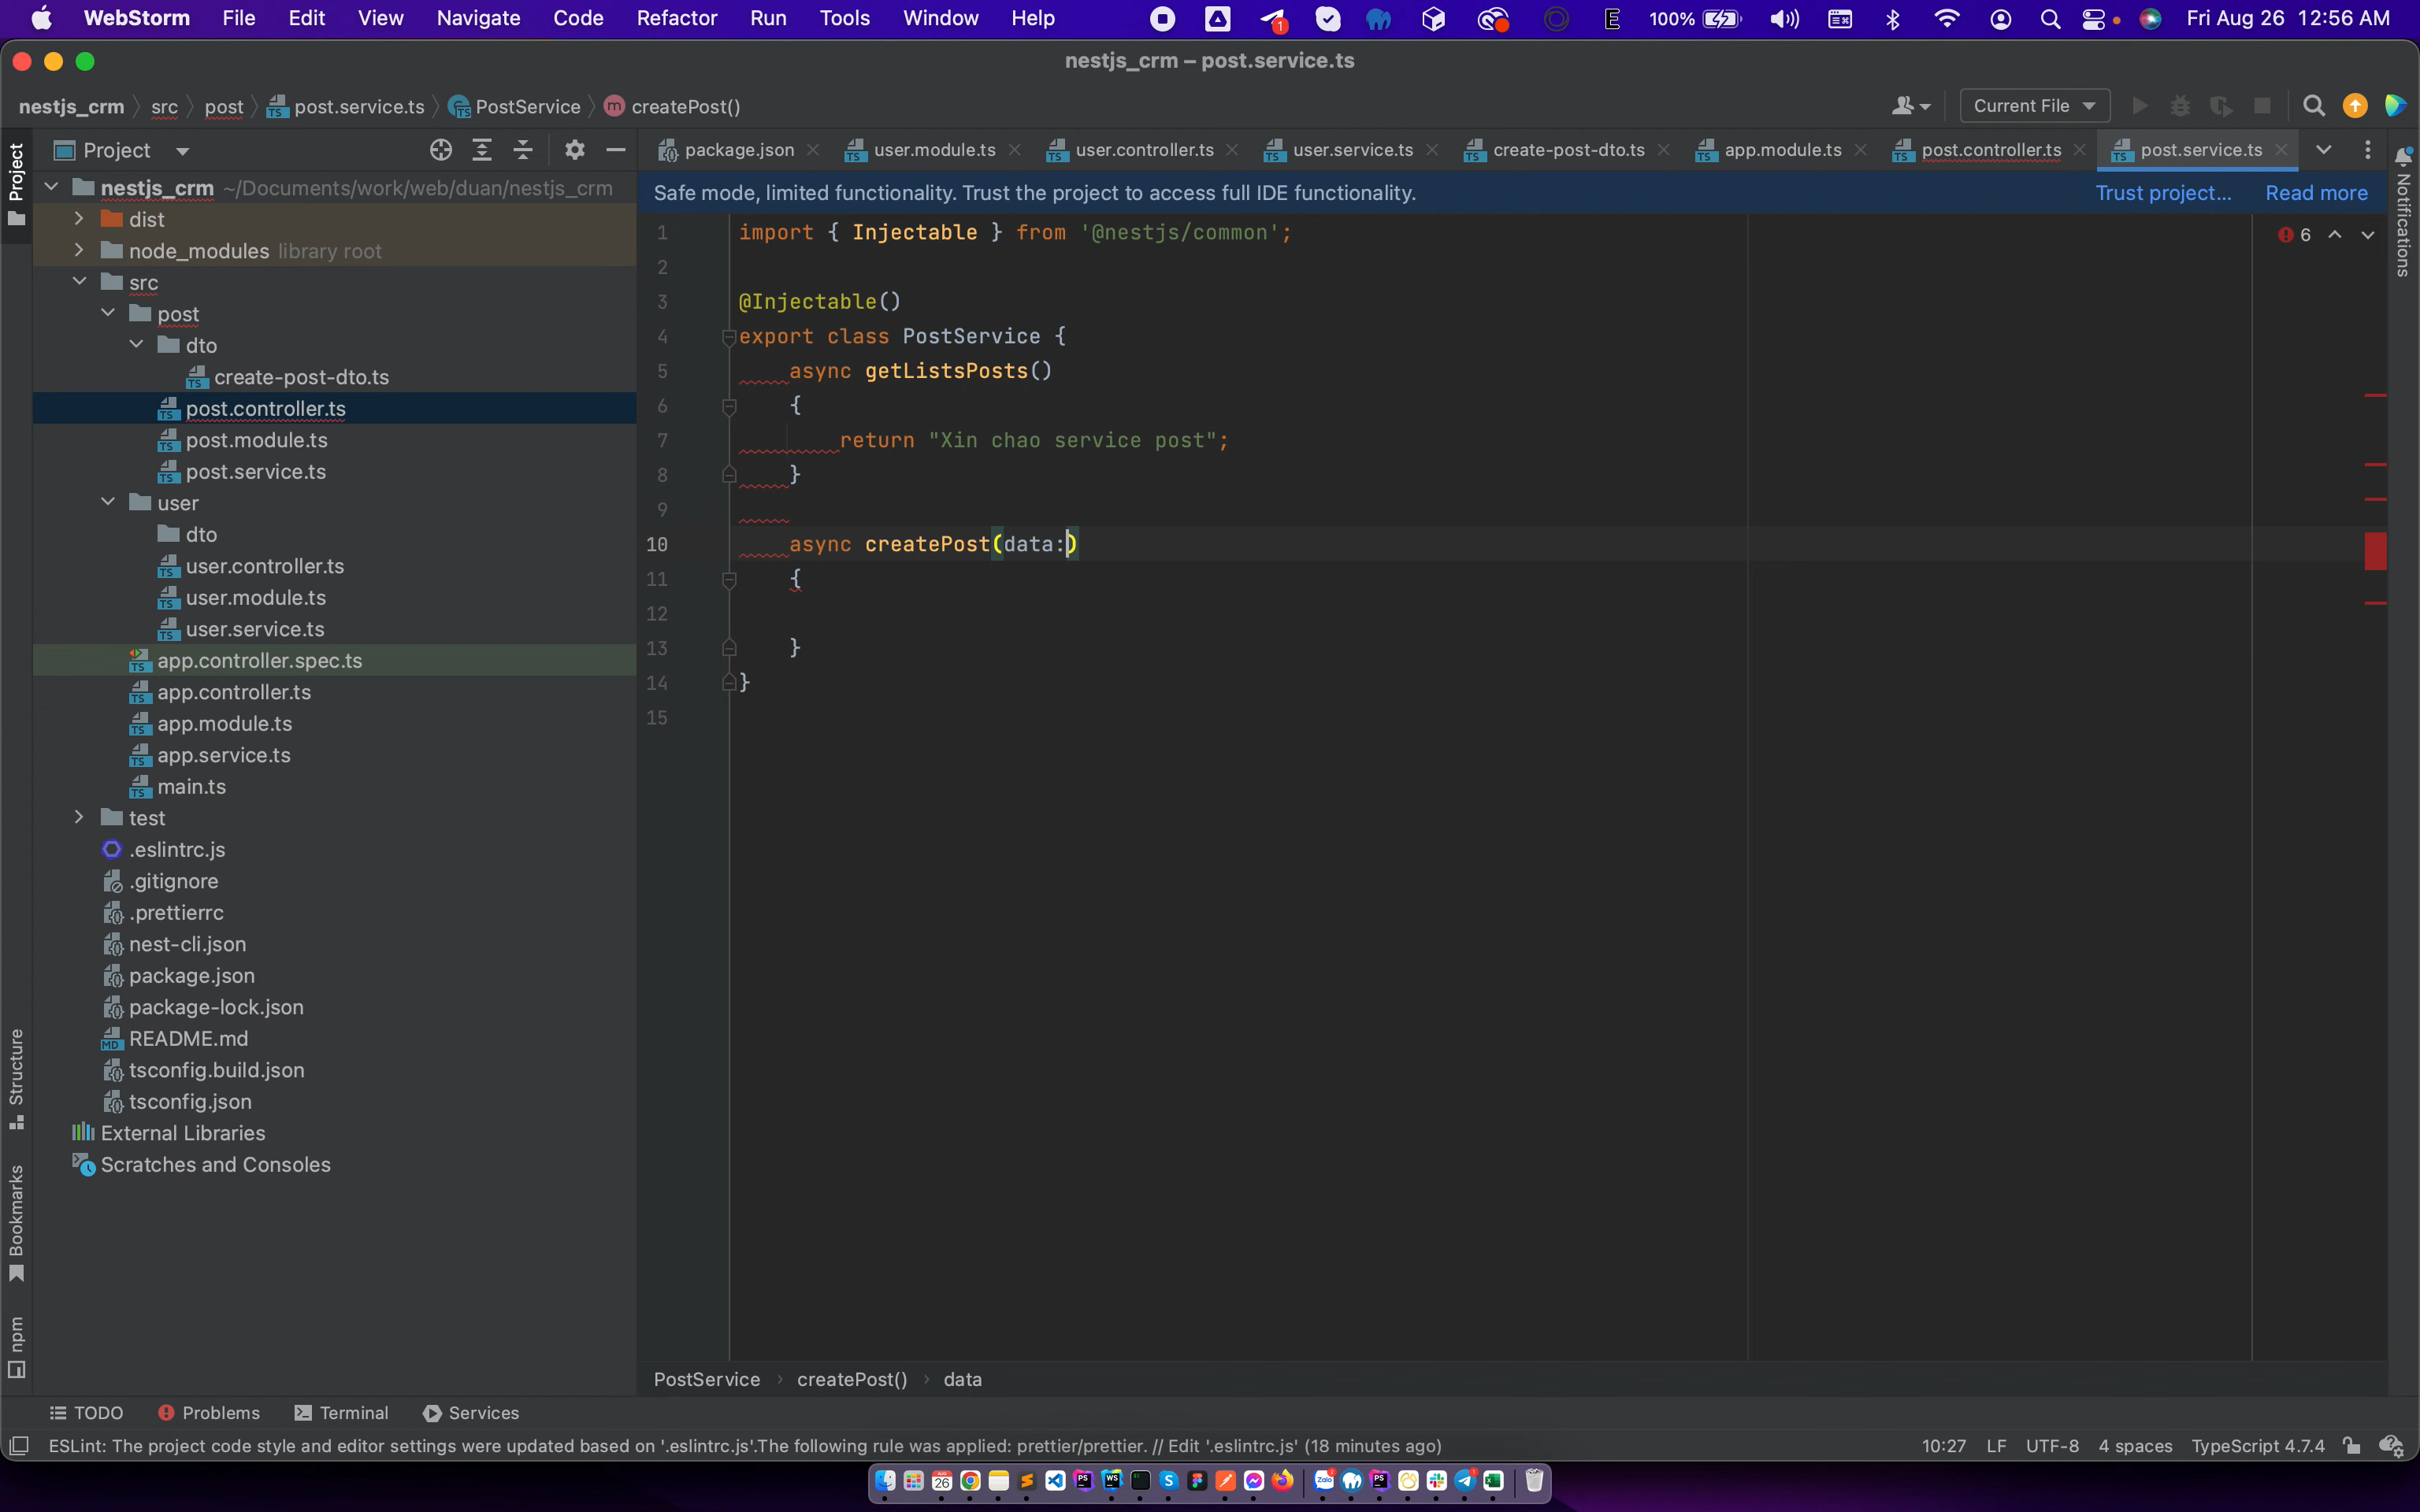 WebStorm File Edit View Navigate Code Refactor Run Tools Window Help 100% Fri Aug 26 12:56 AM
nestjs_crm – post.service.ts
nestjs_crm src post post.service.ts PostService createPost() Current File
Project package.json user.module.ts user.controller.ts user.service.ts create-post-dto.ts app.module.ts post.controller.ts post.service.ts
Safe mode, limited functionality. Trust the project to access full IDE functionality. Trust project... Read more
Project
Notifications
nestjs_crm ~/Documents/work/web/duan/nestjs_crm
dist
node_modules library root
src
post
dto
create-post-dto.ts
post.controller.ts
post.module.ts
post.service.ts
user
dto
user.controller.ts
user.module.ts
user.service.ts
app.controller.spec.ts
app.controller.ts
app.module.ts
app.service.ts
main.ts
test
.eslintrc.js
.gitignore
.prettierrc
nest-cli.json
package.json
package-lock.json
README.md
tsconfig.build.json
tsconfig.json
External Libraries
Scratches and Consoles
Structure
Bookmarks
npm
6
1 import { Injectable } from '@nestjs/common';
2
3 @Injectable()
4 export class PostService {
5 async getListsPosts()
6 {
7 return "Xin chao service post";
8 }
9
10 async createPost(data:)
11 {
12
13 }
14 }
15
PostService createPost() data
TODO Problems Terminal Services
ESLint: The project code style and editor settings were updated based on '.eslintrc.js'.The following rule was applied: prettier/prettier. // Edit '.eslintrc.js' (18 minutes ago) 10:27 LF UTF-8 4 spaces TypeScript 4.7.4